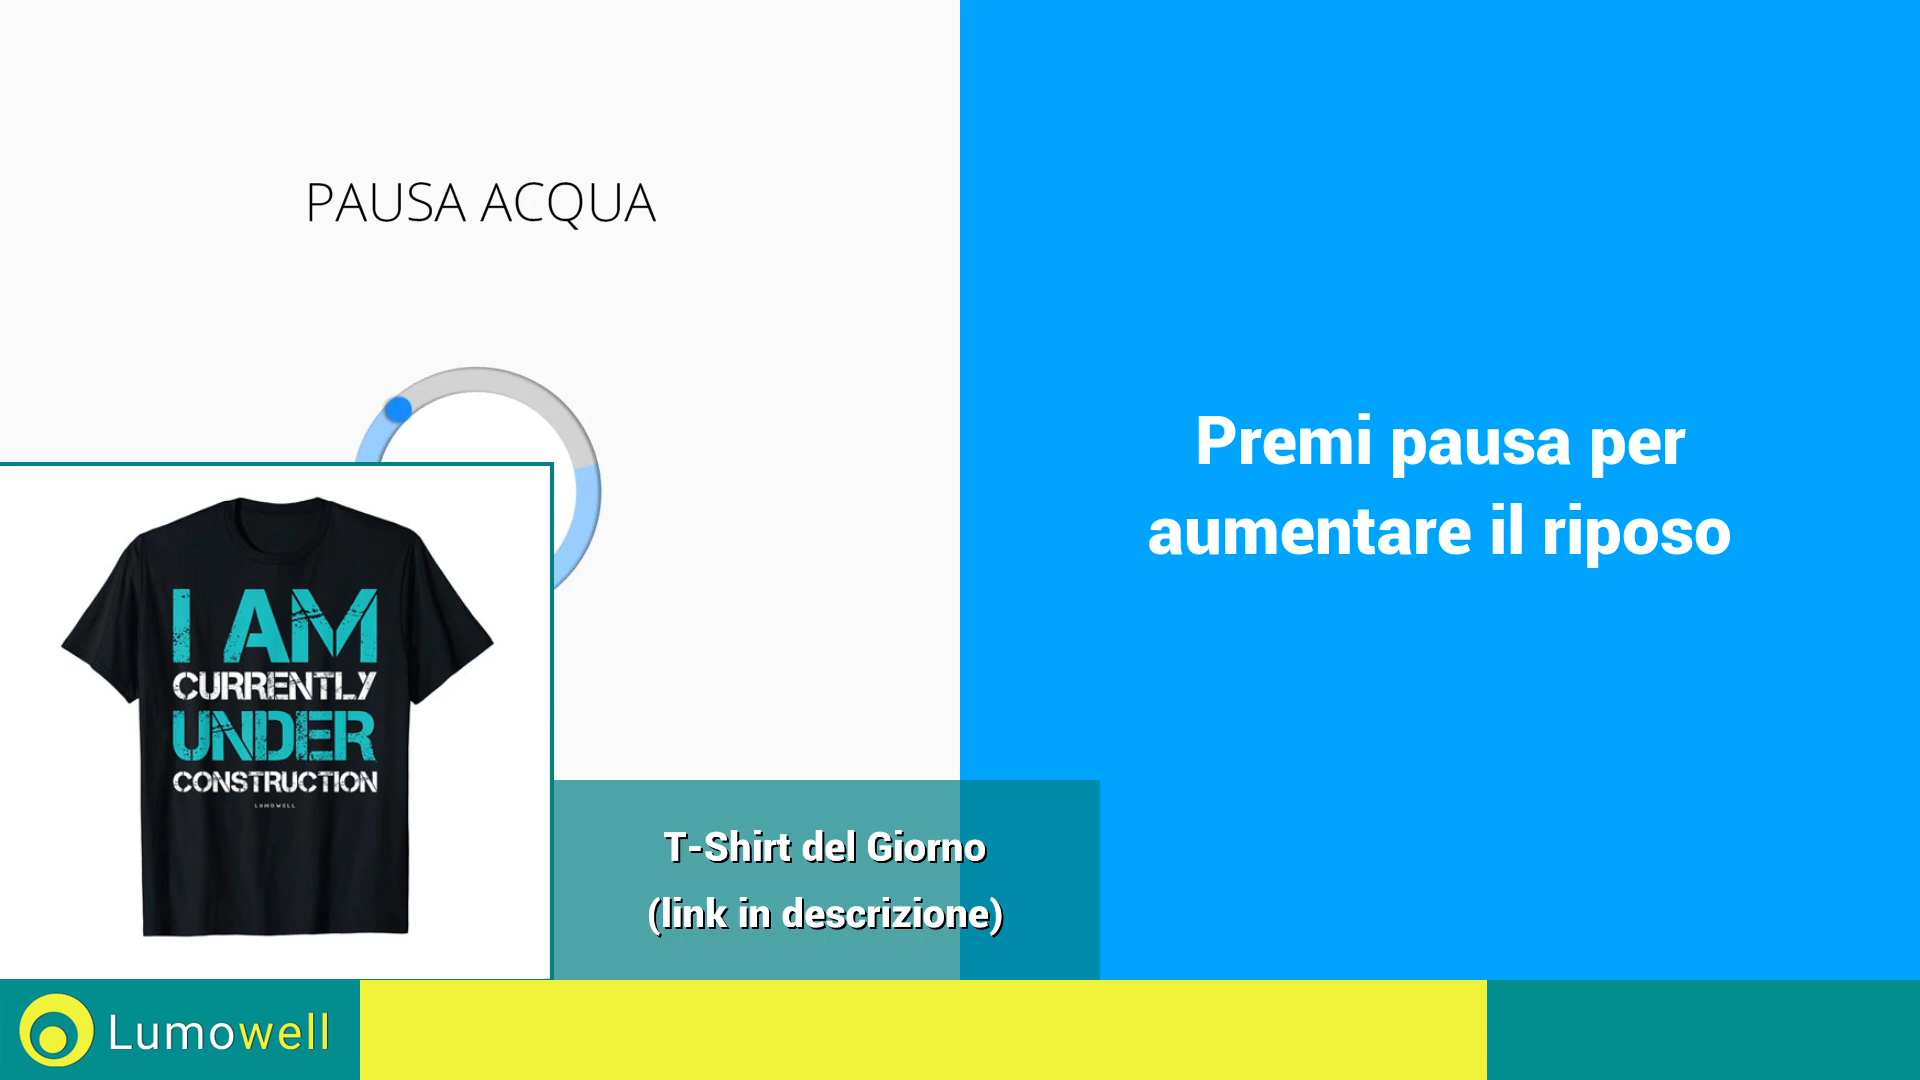 PAUSA ACQUA
Premi pausa per
aumentare il riposo
I AM
CURRENTLY
UNDER
CONSTRUCTION
LUMOWELL
T-Shirt del Giorno
(link in descrizione)
Lumowell